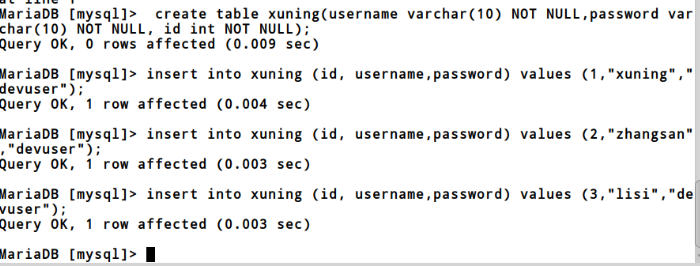 at line 1
MariaDB [mysql]>  create table xuning(username varchar(10) NOT NULL,password var
char(10) NOT NULL, id int NOT NULL);
Query OK, 0 rows affected (0.009 sec)
MariaDB [mysql]> insert into xuning (id, username,password) values (1,"xuning","
devuser");
Query OK, 1 row affected (0.004 sec)
MariaDB [mysql]> insert into xuning (id, username,password) values (2,"zhangsan"
,"devuser");
Query OK, 1 row affected (0.003 sec)
MariaDB [mysql]> insert into xuning (id, username,password) values (3,"lisi","de
vuser");
Query OK, 1 row affected (0.003 sec)
MariaDB [mysql]>